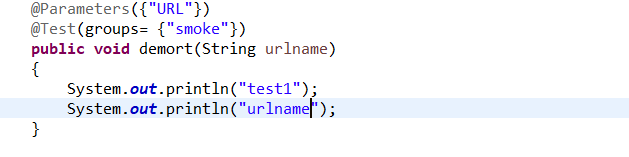 @Parameters({"URL"})
@Test(groups= {"smoke"})
public void demort(String urlname)
{
System.out.println("test1");
System.out.println("urlname");
}